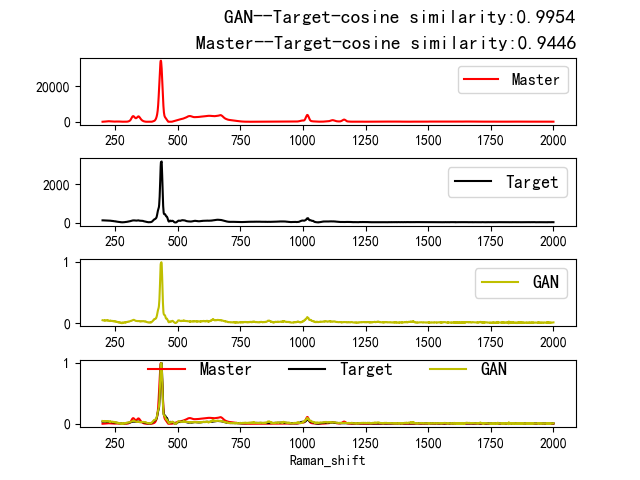 GAN--Target-cosine similarity:0.9954
Master--Target-cosine similarity:0.9446
20000
0
Master
250 500 750 1000 1250 1500 1750 2000
2000
0
Target
250 500 750 1000 1250 1500 1750 2000
1
0
GAN
250 500 750 1000 1250 1500 1750 2000
1
0
Master Target GAN
250 500 750 1000 1250 1500 1750 2000
Raman_shift